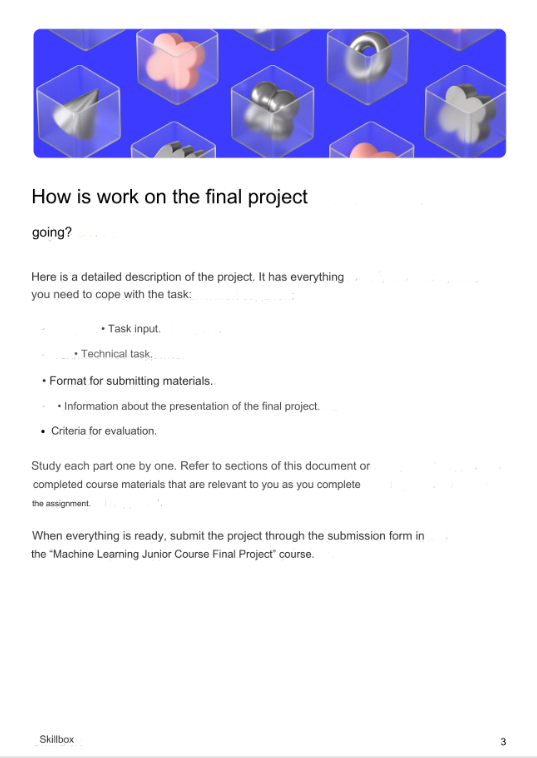 How is work on the final project
going?
Here is a detailed description of the project. It has everything
you need to cope with the task:
• Task input.
• Technical task.
• Format for submitting materials.
• Information about the presentation of the final project.
• Criteria for evaluation.
Study each part one by one. Refer to sections of this document or
completed course materials that are relevant to you as you complete
the assignment.
When everything is ready, submit the project through the submission form in
the “Machine Learning Junior Course Final Project” course.
Skillbox
3